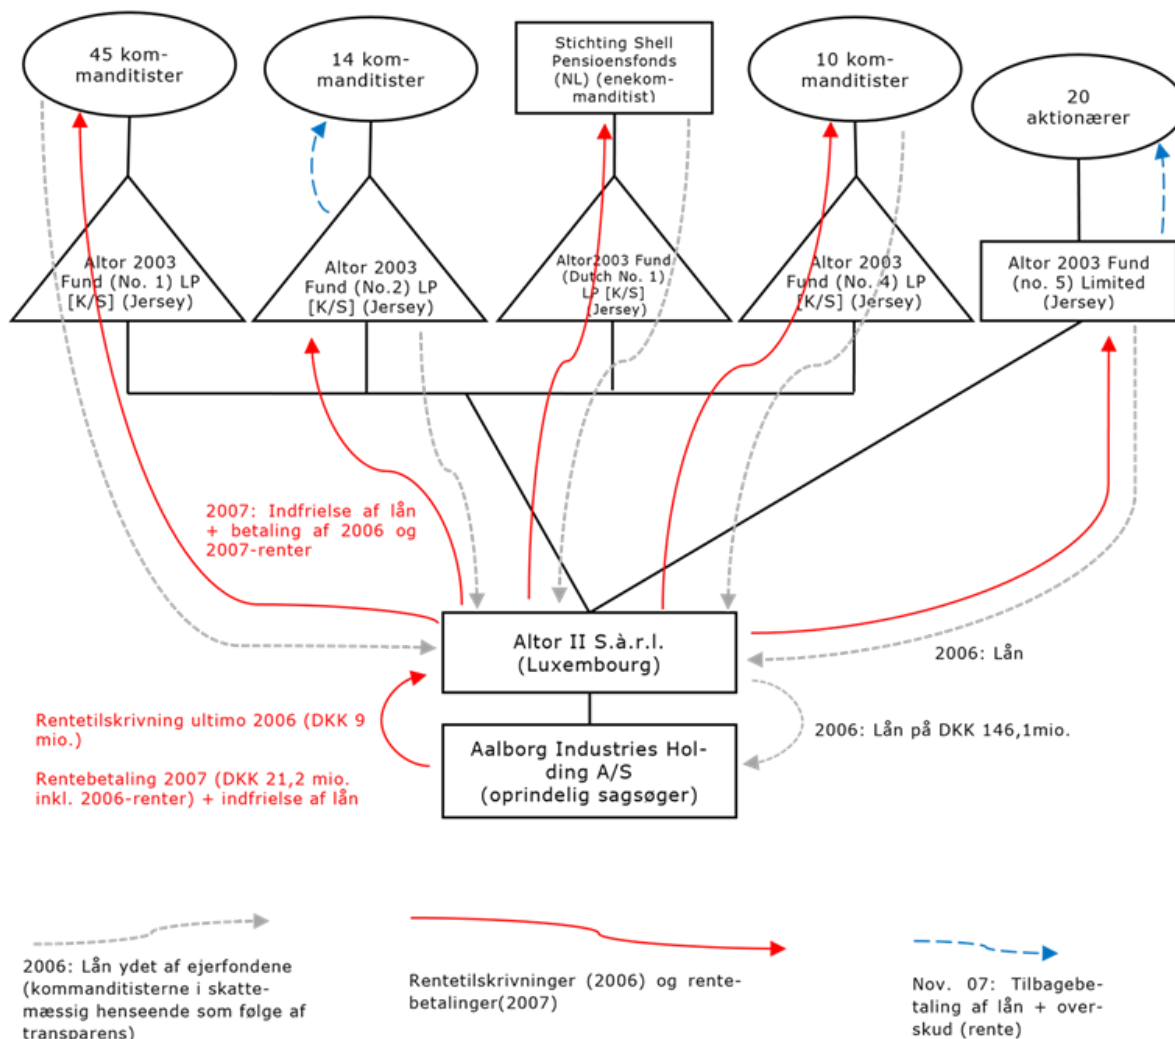 45 kom-
manditister
14 kom-
mmanditister
Stichting Shell
Pensioensfonds
(NL) (enekom-
manditist)
10 kom-
manditister
20
aktionærer
Altor 2003
Fund (No. 1) LP
[K/S] (Jersey)
Altor 2003
Fund (No.2) LP
[K/S] (Jersey)
Altor2003 Fund
(Dutch No. 1)
LP [K/S]
(Jersey)
Altor 2003
Fund (No. 4) LP
[K/S] (Jersey)
Altor 2003 Fund
(no. 5) Limited
(Jersey)
2007: Indfrielse af lån
+ betaling af 2006 og
2007-renter
Altor II S.à.r.l.
(Luxembourg)
2006: Lån
Rentetilskrivning ultimo 2006 (DKK 9
mio.)
2006: Lån på DKK 146,1mio.
Rentebetaling 2007 (DKK 21,2 mio.
inkl. 2006-renter) + indfrielse af lån
Aalborg Industries Hol-
ding A/S
(oprindelig sagsøger)
2006: Lån ydet af ejerfondene
(kommanditisterne i skatte-
mæssig henseende som følge af
transparens)
Rentetilskrivninger (2006) og rente-
betalinger(2007)
Nov. 07: Tilbagebe-
taling af lån + over-
skud (rente)